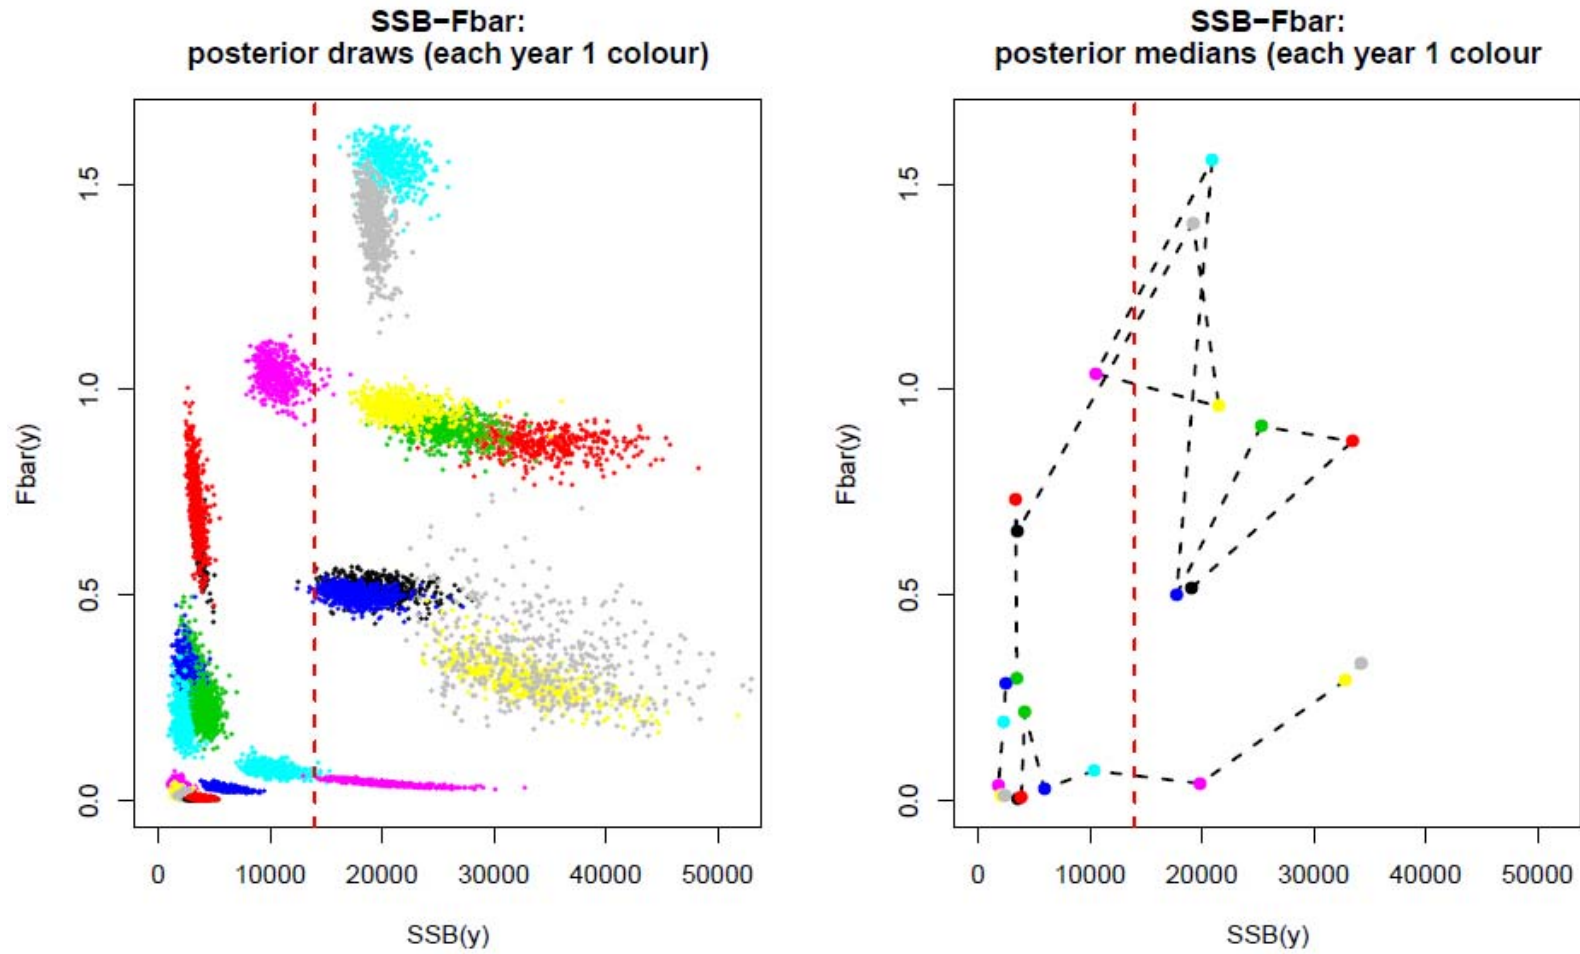 SSB−Fbar:
posterior draws (each year 1 colour)
Fbar(y)
1.5
1.0
0.5
0.0
0 10000 20000 30000 40000 50000
SSB(y)
SSB−Fbar:
posterior medians (each year 1 colour
Fbar(y)
1.5
1.0
0.5
0.0
0 10000 20000 30000 40000 50000
SSB(y)